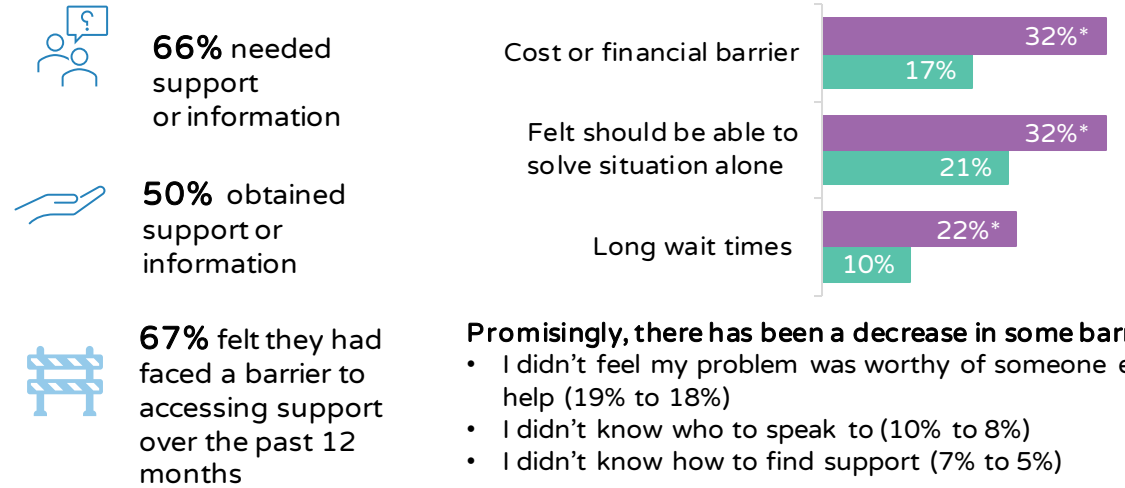 66% needed
support
or information
50% obtained
support or
information
67% felt they had
faced a barrier to
accessing support
over the past 12
months
Cost or financial barrier
32%*
17%
Felt should be able to
solve situation alone
32%*
21%
Long wait times
22%*
10%
Promisingly, there has been a decrease in some
• I didn't feel my problem was worthy of someone
help (19% to 18%)
• I didn't know who to speak to (10% to 8%)
• I didn't know how to find support (7% to 5%)